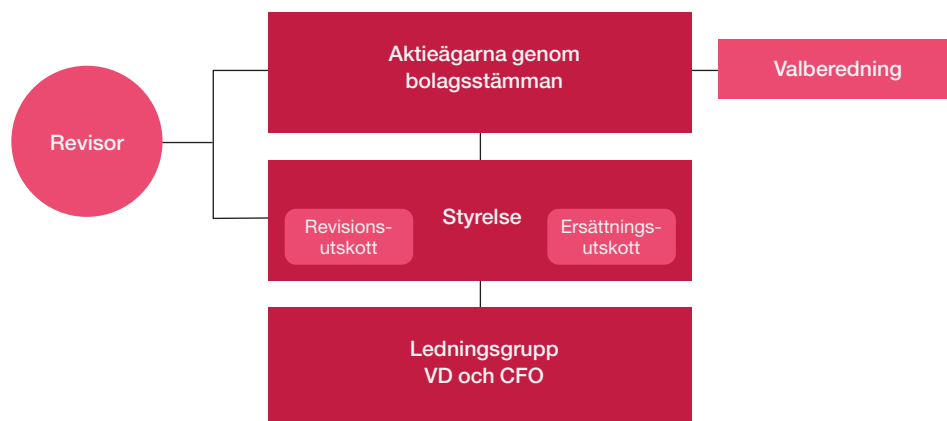 Aktieägarna genom
bolagsstämman
Valberedning
Revisor
Styrelse
Revisions-
utskott
Ersättnings-
utskott
Ledningsgrupp
VD och CFO